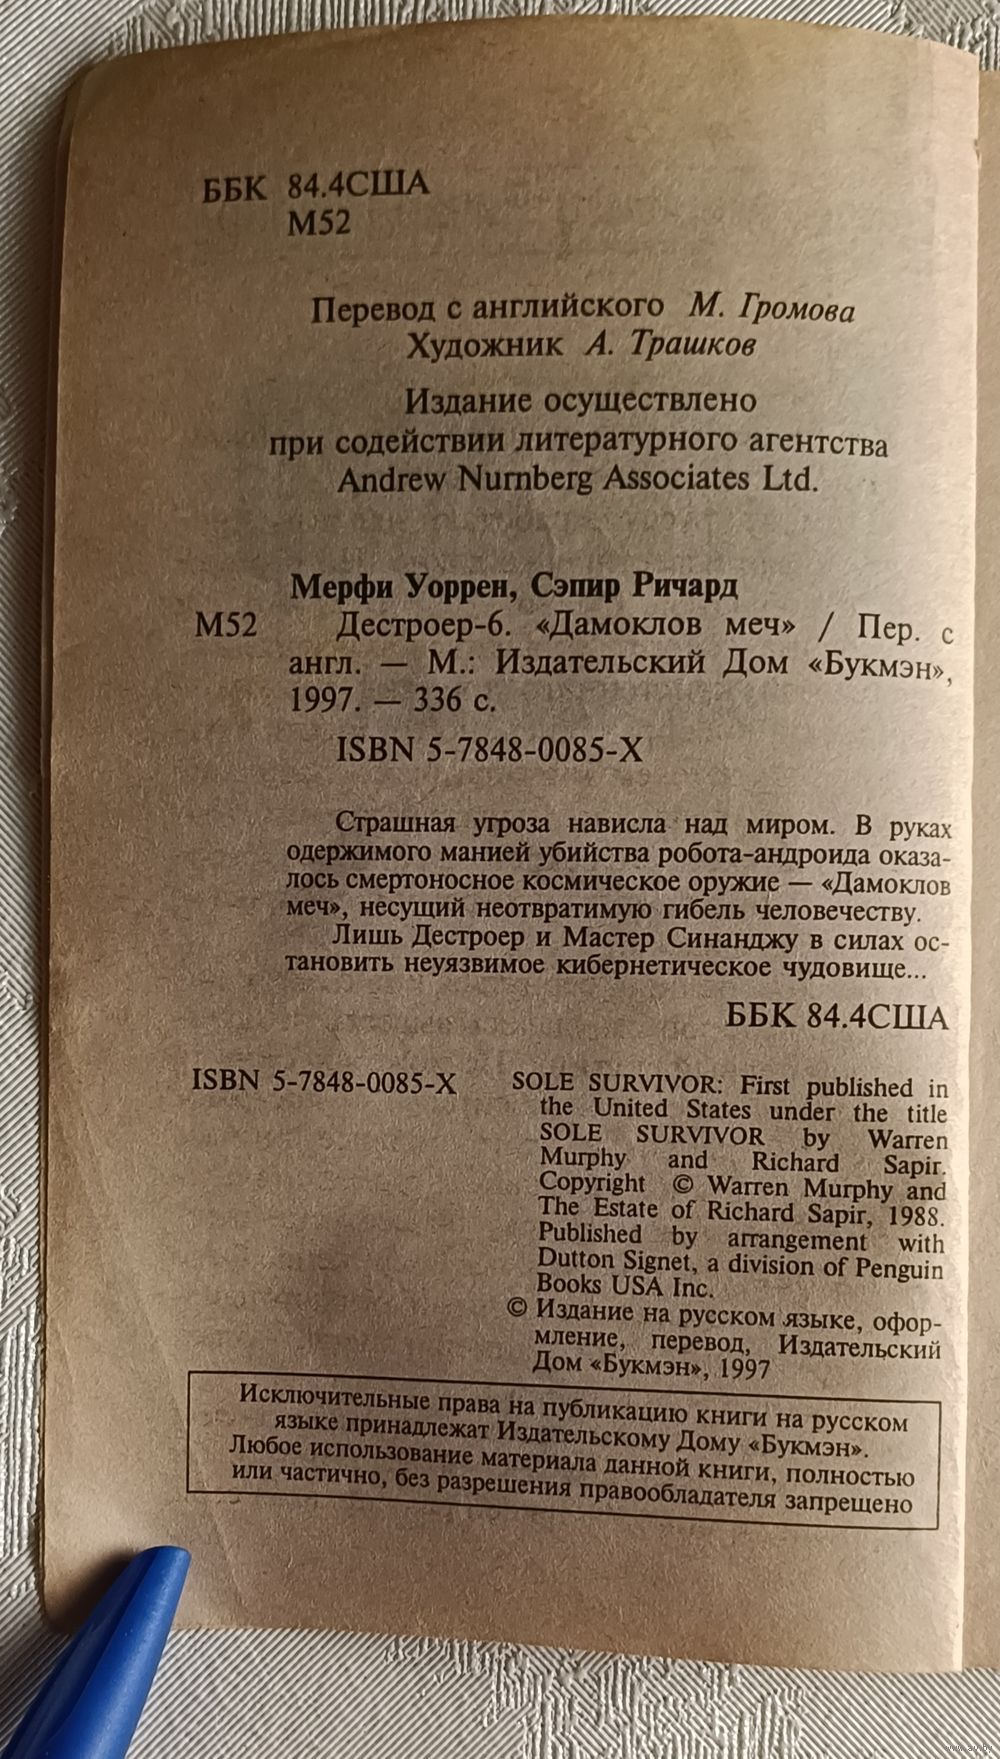 ББК 84.4США
М52
Перевод с английского М. Громова
Художник А. Трашков
Издание осуществлено
при содействии литературного агентства
Andrew Nurnberg Associates Ltd.
Мерфи Уоррен, Сэпир Ричард
М52 Дестроер-6. «Дамоклов меч» / Пер. с
англ. — М.: Издательский Дом «Букмэн»,
1997. — 336 с.
ISBN 5-7848-0085-X
Страшная угроза нависла над миром. В руках
одержимого манией убийства робота-андроида оказа-
лось смертоносное космическое оружие — «Дамоклов
меч», несущий неотвратимую гибель человечеству.
Лишь Дестроер и Мастер Синанджу в силах ос-
тановить неуязвимое кибернетическое чудовище...
ББК 84.4США
ISBN 5-7848-0085-X
SOLE SURVIVOR: First published in
the United States under the title
SOLE SURVIVOR by Warren
Murphy and Richard Sapir.
Copyright © Warren Murphy and
The Estate of Richard Sapir, 1988.
Published by arrangement with
Dutton Signet, a division of Penguin
Books USA Inc.
© Издание на русском языке, офор-
мление, перевод, Издательский
Дом «Букмэн», 1997
Исключительные права на публикацию книги на русском
языке принадлежат Издательскому Дому «Букмэн».
Любое использование материала данной книги, полностью
или частично, без разрешения правообладателя запрещено